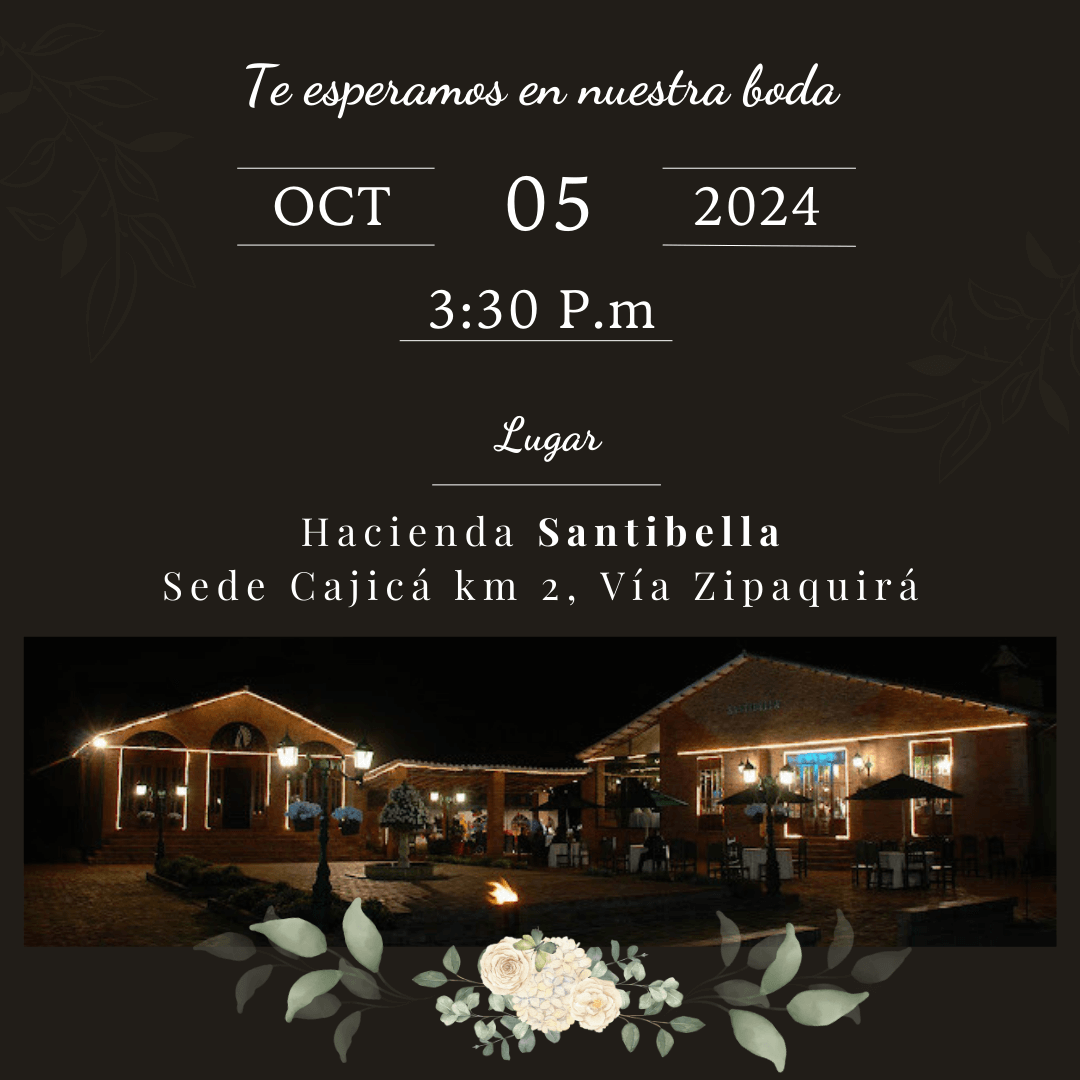 Te esperamos en nuestra boda
OCT 05 2024
3:30 P.m
Lugar
Hacienda Santibella
Sede Cajicá km 2, Vía Zipaquirá